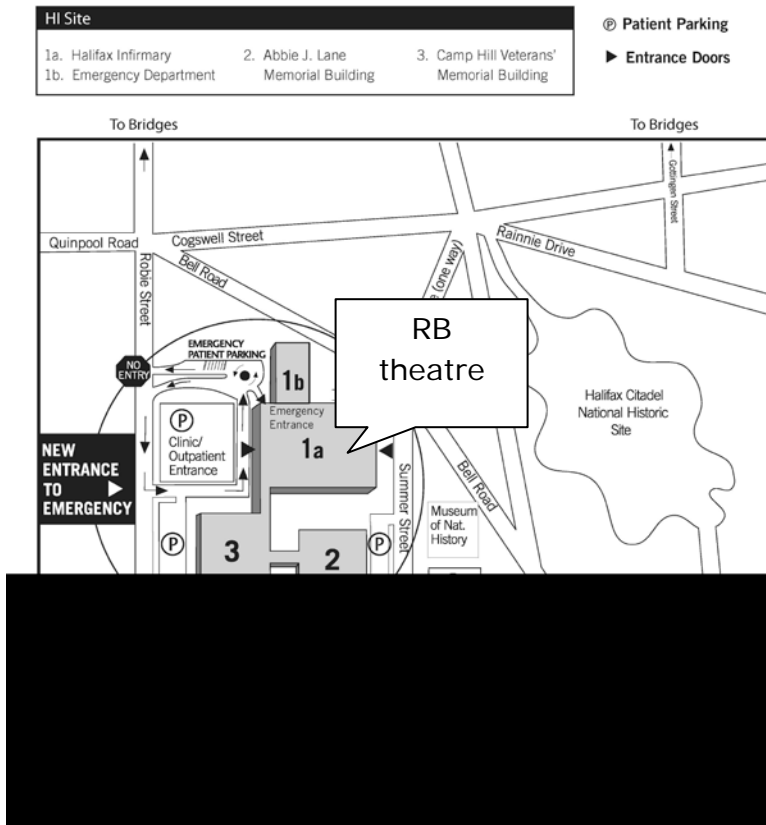 HI Site
1a. Halifax Infirmary
1b. Emergency Department
2. Abbie J. Lane
Memorial Building
3. Camp Hill Veterans'
Memorial Building
Ⓟ Patient Parking
▶ Entrance Doors
To Bridges
To Bridges
Gottingen Street
Quinpool Road
Cogswell Street
Rainnie Drive
Robie Street
Bell Road
(one way)
RB
theatre
EMERGENCY
PATIENT PARKING
NO
ENTRY
1b
Emergency
Entrance
1a
P
Clinic/
Outpatient
Entrance
Halifax Citadel
National Historic
Site
NEW
ENTRANCE
TO
EMERGENCY
Summer Street
Bell Road
Museum
of Nat.
History
P
3
2
P